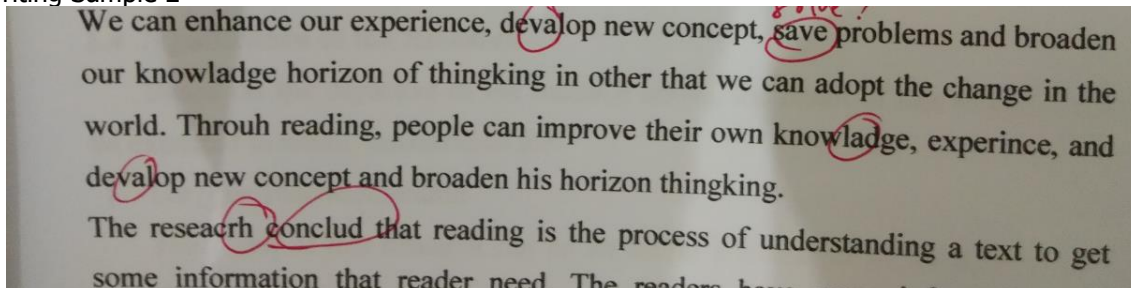 We can enhance our experience, devalop new concept, save problems and broaden
our knowladge horizon of thingking in other that we can adopt the change in the
world. Throuh reading, people can improve their own knowladge, experince, and
devalop new concept and broaden his horizon thingking.
The reseacrh conclud that reading is the process of understanding a text to get
some information that reader need. The readers